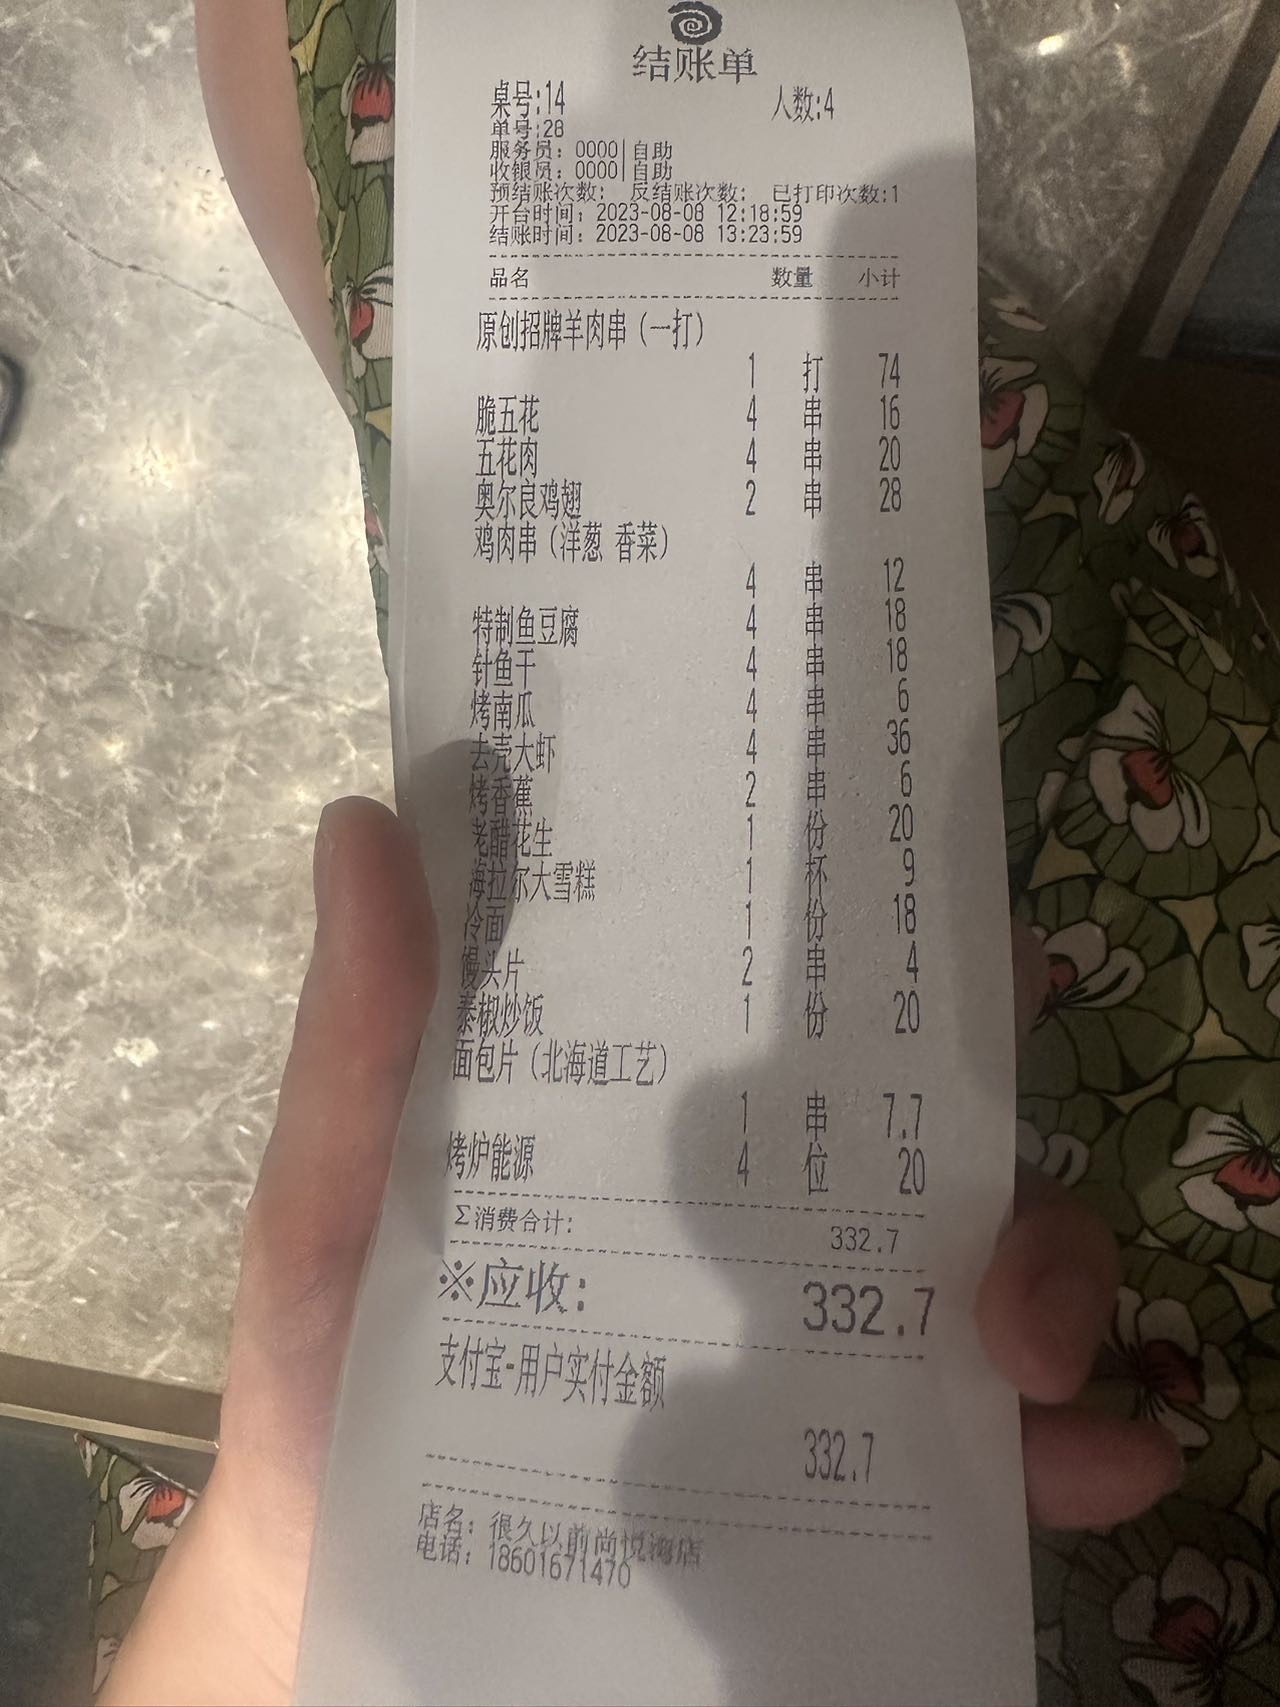 结账单
桌号:14 人数:4
单号:28
服务员: 0000|自助
收银员: 0000|自助
预结账次数: 反结账次数: 已打印次数:1
开台时间: 2023-08-08 12:18:59
结账时间: 2023-08-08 13:23:59
品名 数量 小计
原创招牌羊肉串(一打)
1 打 74
脆五花 4 串 16
五花肉 4 串 20
奥尔良鸡翅 2 串 28
鸡肉串(洋葱 香菜)
4 串 12
特制鱼豆腐 4 串 18
针鱼干 4 串 18
烤南瓜 4 串 6
去壳大虾 4 串 36
烤香蕉 2 串 6
老醋花生 1 份 20
海拉尔大雪糕 1 杯 9
冷面 1 份 18
馒头片 2 串 4
泰椒炒饭 1 份 20
面包片(北海道工艺)
1 串 7.7
烤炉能源 4 位 20
Σ消费合计: 332.7
※应收: 332.7
支付宝-用户实付金额
332.7
店名: 很久以前尚悦湾店
电话: 18601671470